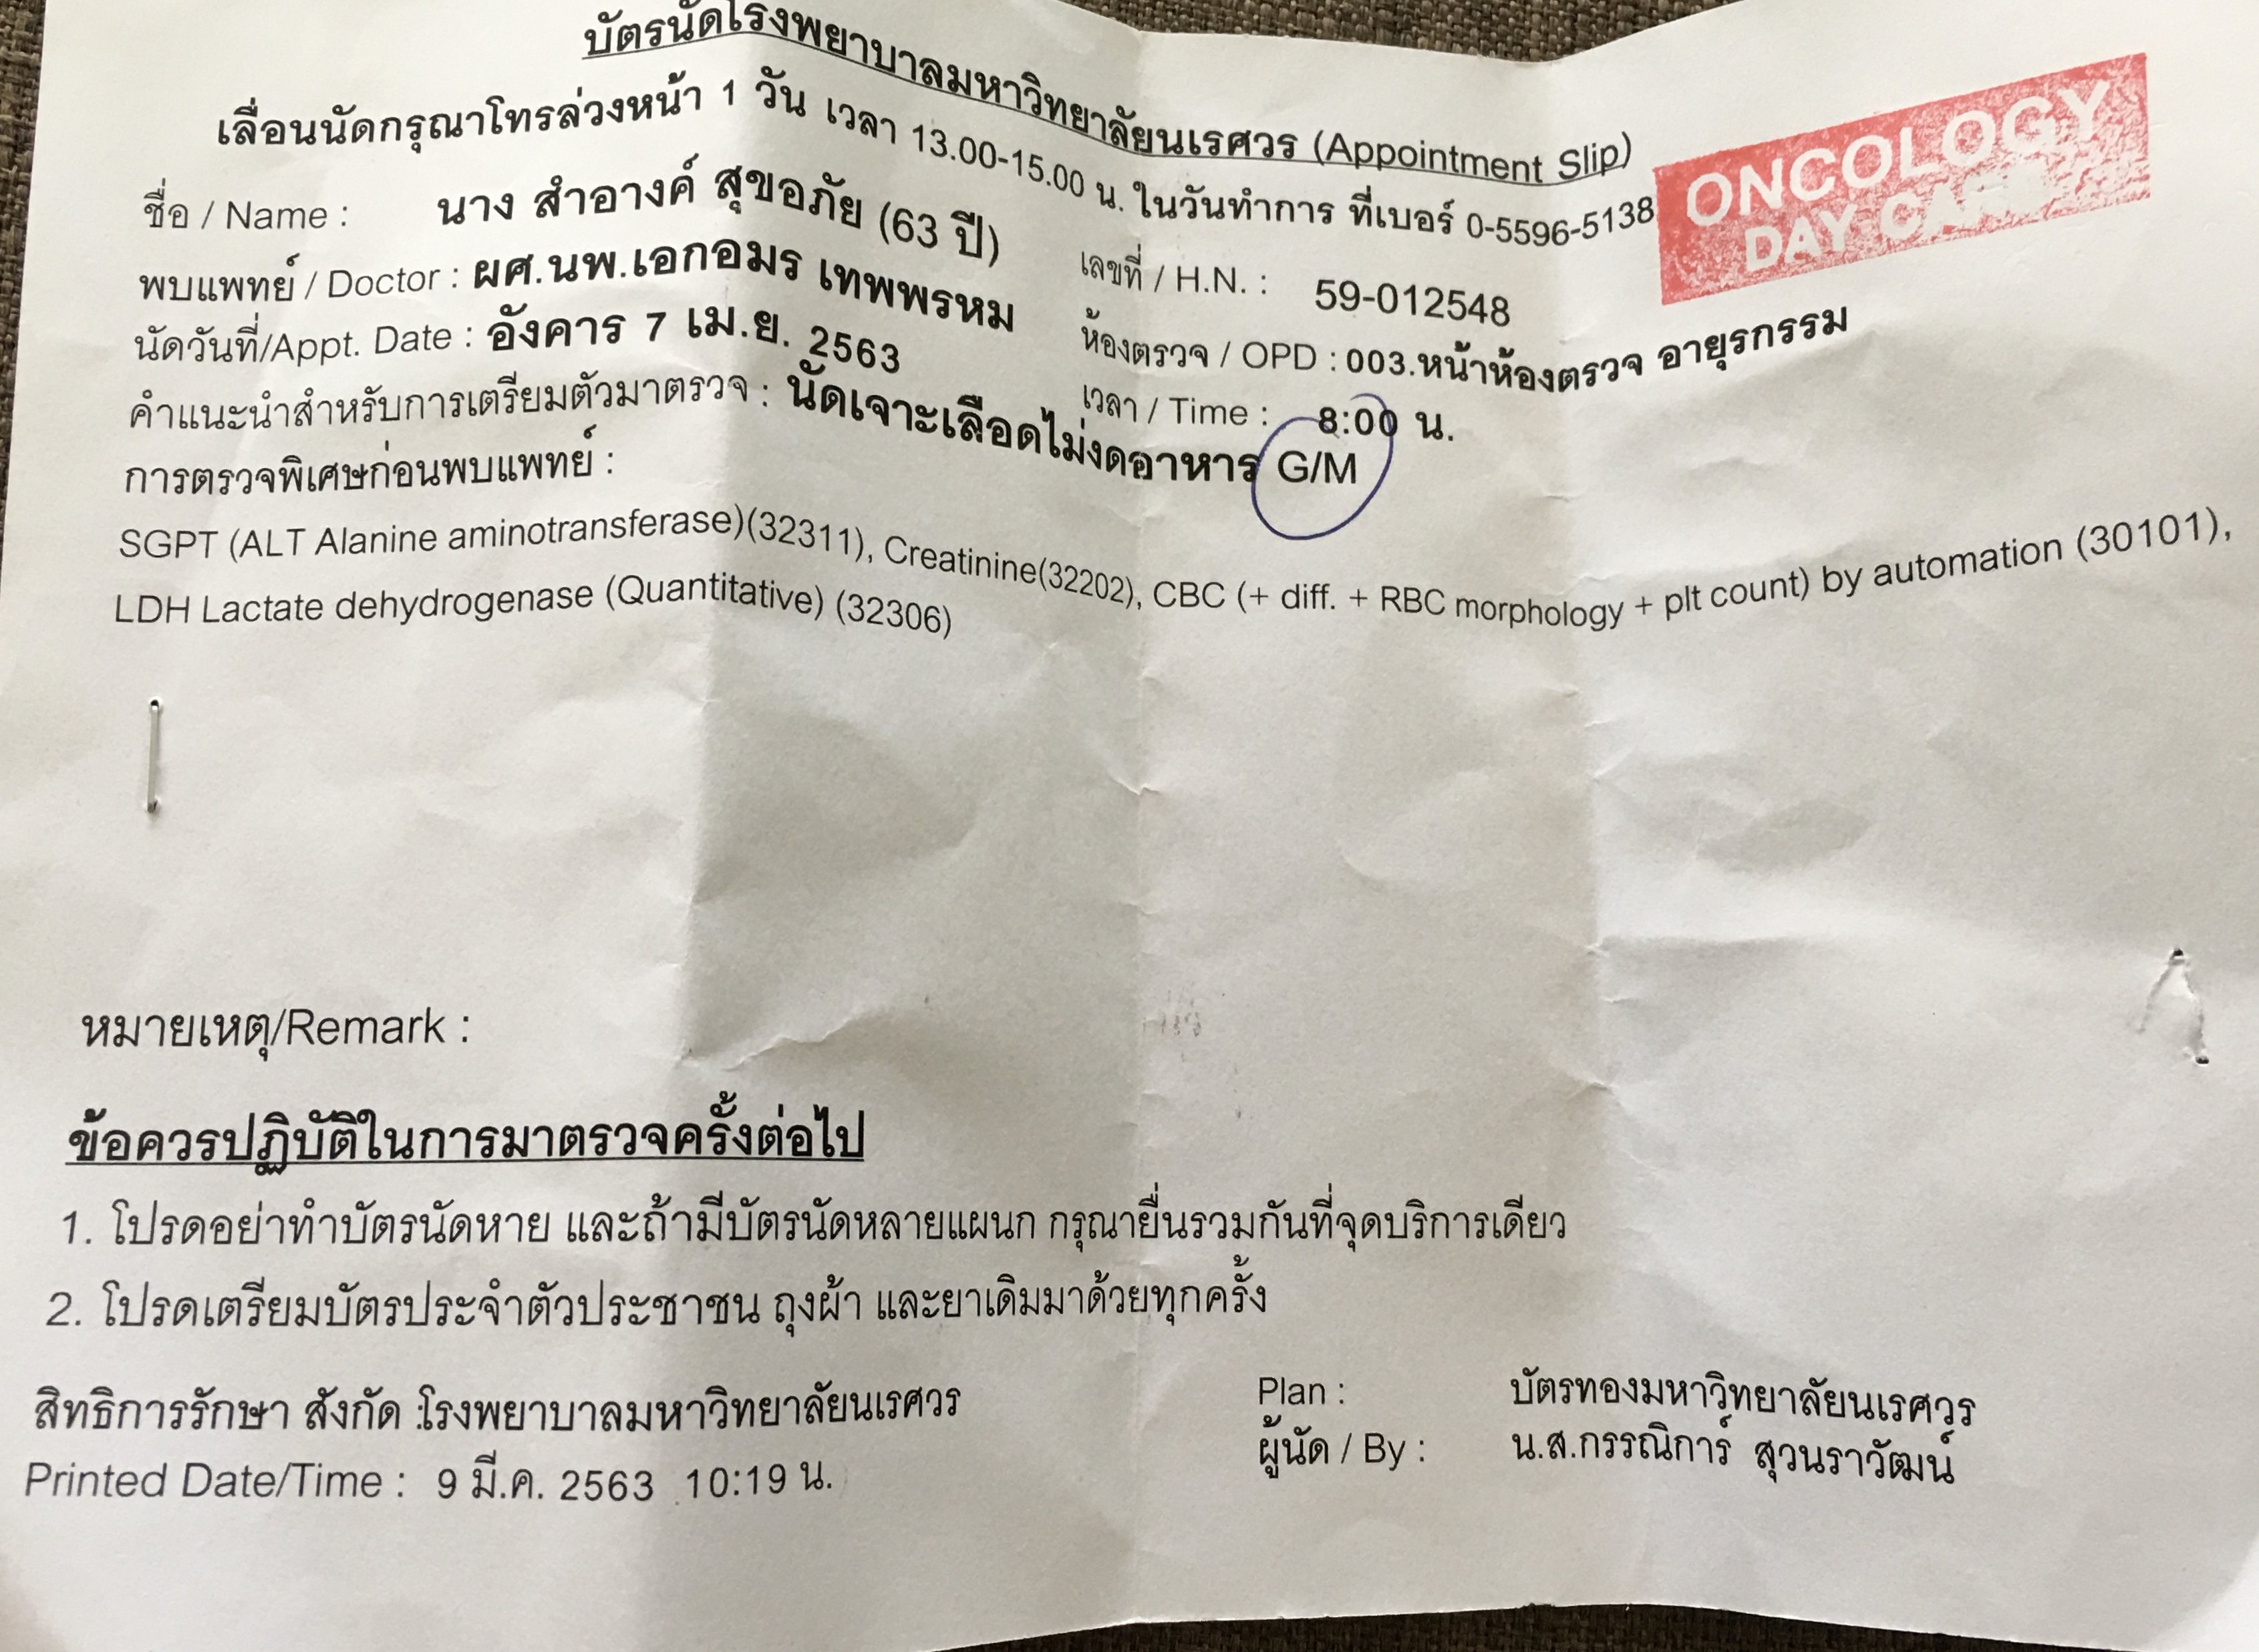 บัตรนัดโรงพยาบาลมหาวิทยาลัยนเรศวร (Appointment Slip)
เลื่อนนัดกรุณาโทรล่วงหน้า 1 วัน เวลา 13.00-15.00 น. ในวันทำการ ที่เบอร์ 0-5596-5138
ONCOLOGY
DAY CARE
ชื่อ / Name : นาง สำอางค์ สุขอภัย (63 ปี) เลขที่ / H.N. : 59-012548
พบแพทย์ / Doctor : ผศ.นพ.เอกอมร เทพพรหม ห้องตรวจ / OPD : 003.หน้าห้องตรวจ อายุรกรรม
นัดวันที่/Appt. Date : อังคาร 7 เม.ย. 2563 เวลา / Time : 8:00 น.
คำแนะนำสำหรับการเตรียมตัวมาตรวจ : นัดเจาะเลือดไม่งดอาหาร G/M
การตรวจพิเศษก่อนพบแพทย์ :
SGPT (ALT Alanine aminotransferase)(32311), Creatinine(32202), CBC (+ diff. + RBC morphology + plt count) by automation (30101),
LDH Lactate dehydrogenase (Quantitative) (32306)
หมายเหตุ/Remark :
ข้อควรปฏิบัติในการมาตรวจครั้งต่อไป
1. โปรดอย่าทำบัตรนัดหาย และถ้ามีบัตรนัดหลายแผนก กรุณายื่นรวมกันที่จุดบริการเดียว
2. โปรดเตรียมบัตรประจำตัวประชาชน ถุงผ้า และยาเดิมมาด้วยทุกครั้ง
สิทธิการรักษา สังกัด :โรงพยาบาลมหาวิทยาลัยนเรศวร Plan : บัตรทองมหาวิทยาลัยนเรศวร
Printed Date/Time : 9 มี.ค. 2563 10:19 น. ผู้นัด / By : น.ส.กรรณิการ์ สุวนราวัฒน์